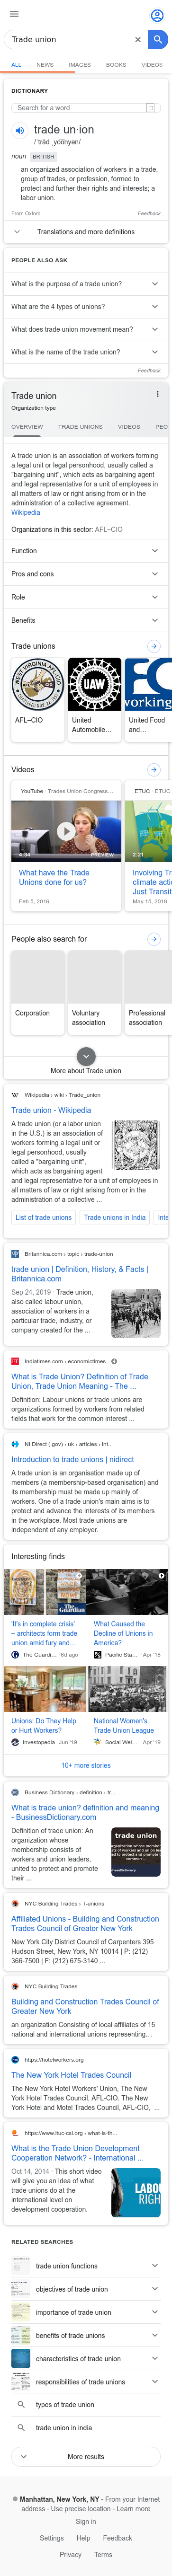 Trade union
ALL NEWS IMAGES BOOKS VIDEOS
DICTIONARY
Search for a word
trade un·ion
/ˈtrād ˌyo͞onyən/
noun BRITISH
an organized association of workers in a trade,
group of trades, or profession, formed to
protect and further their rights and interests; a
labor union.
From Oxford Feedback
Translations and more definitions
PEOPLE ALSO ASK
What is the purpose of a trade union?
What are the 4 types of unions?
What does trade union movement mean?
What is the name of the trade union?
Feedback
Trade union
Organization type
OVERVIEW TRADE UNIONS VIDEOS PEO
A trade union is an association of workers forming
a legal unit or legal personhood, usually called a
"bargaining unit", which acts as bargaining agent
and legal representative for a unit of employees in
all matters of law or right arising from or in the
administration of a collective agreement.
Wikipedia
Organizations in this sector: AFL–CIO
Function
Pros and cons
Role
Benefits
Trade unions
UAW
working
AFL–CIO
United
Automobile...
United Food
and...
Videos
YouTube · Trades Union Congress...
ETUC · ETUC
4:34 PREVIEW
2:21
What have the Trade
Unions done for us?
Feb 5, 2016
Involving Tr
climate acti
Just Transit
May 15, 2018
People also search for
Corporation
Voluntary
association
Professional
association
More about Trade union
W Wikipedia › wiki › Trade_union
Trade union - Wikipedia
A trade union (or a labor
union in the U.S.) is an
association of workers
forming a legal unit or
legal personhood, usually
called a "bargaining unit",
which acts as bargaining
agent and legal representative for a unit of employees in
all matters of law or right arising from or in the
administration of a collective ...
List of trade unions Trade unions in India Inte
Britannica.com › topic › trade-union
trade union | Definition, History, & Facts |
Britannica.com
Sep 24, 2019 · Trade union,
also called labour union,
association of workers in a
particular trade, industry, or
company created for the ...
Indiatimes.com › economictimes
What is Trade Union? Definition of Trade
Union, Trade Union Meaning - The ...
Definition: Labour unions or trade unions are
organizations formed by workers from related
fields that work for the common interest ...
NI Direct (.gov) › uk › articles › int...
Introduction to trade unions | nidirect
A trade union is an organisation made up of
members (a membership-based organisation) and
its membership must be made up mainly of
workers. One of a trade union's main aims is to
protect and advance the interests of its members
in the workplace. Most trade unions are
independent of any employer.
Interesting finds
Guardian
'It's in complete crisis'
– architects form trade
union amid fury and...
The Guardi... · 6d ago
What Caused the
Decline of Unions in
America?
Pacific Sta... · Apr '18
Unions: Do They Help
or Hurt Workers?
Investopedia · Jun '19
National Women's
Trade Union League
Social Wel... · Apr '19
10+ more stories
Business Dictionary › definition › tr...
What is trade union? definition and meaning
- BusinessDictionary.com
Definition of trade union: An
organization whose
membership consists of
workers and union leaders,
united to protect and promote
their ...
trade union
NYC Building Trades › T-unions
Affiliated Unions - Building and Construction
Trades Council of Greater New York
New York City District Council of Carpenters 395
Hudson Street, New York, NY 10014 | P: (212)
366-7500 | F: (212) 675-3140 ...
NYC Building Trades
Building and Construction Trades Council of
Greater New York
an organization Consisting of local affiliates of 15
national and international unions representing...
https://hotelworkers.org
The New York Hotel Trades Council
The New York Hotel Workers' Union, The New
York Hotel Trades Council, AFL-CIO. The New
York Hotel and Motel Trades Council, AFL-CIO, ...
https://www.ituc-csi.org › what-is-th...
What is the Trade Union Development
Cooperation Network? - International ...
Oct 14, 2014 · This short video
will give you an idea of what
trade unions do at the
international level on
development cooperation.
LABOU
RIGH
RELATED SEARCHES
trade union functions
objectives of trade union
importance of trade union
benefits of trade unions
characteristics of trade union
responsibilities of trade unions
types of trade union
trade union in india
More results
Manhattan, New York, NY - From your Internet
address - Use precise location - Learn more
Sign in
Settings Help Feedback
Privacy Terms